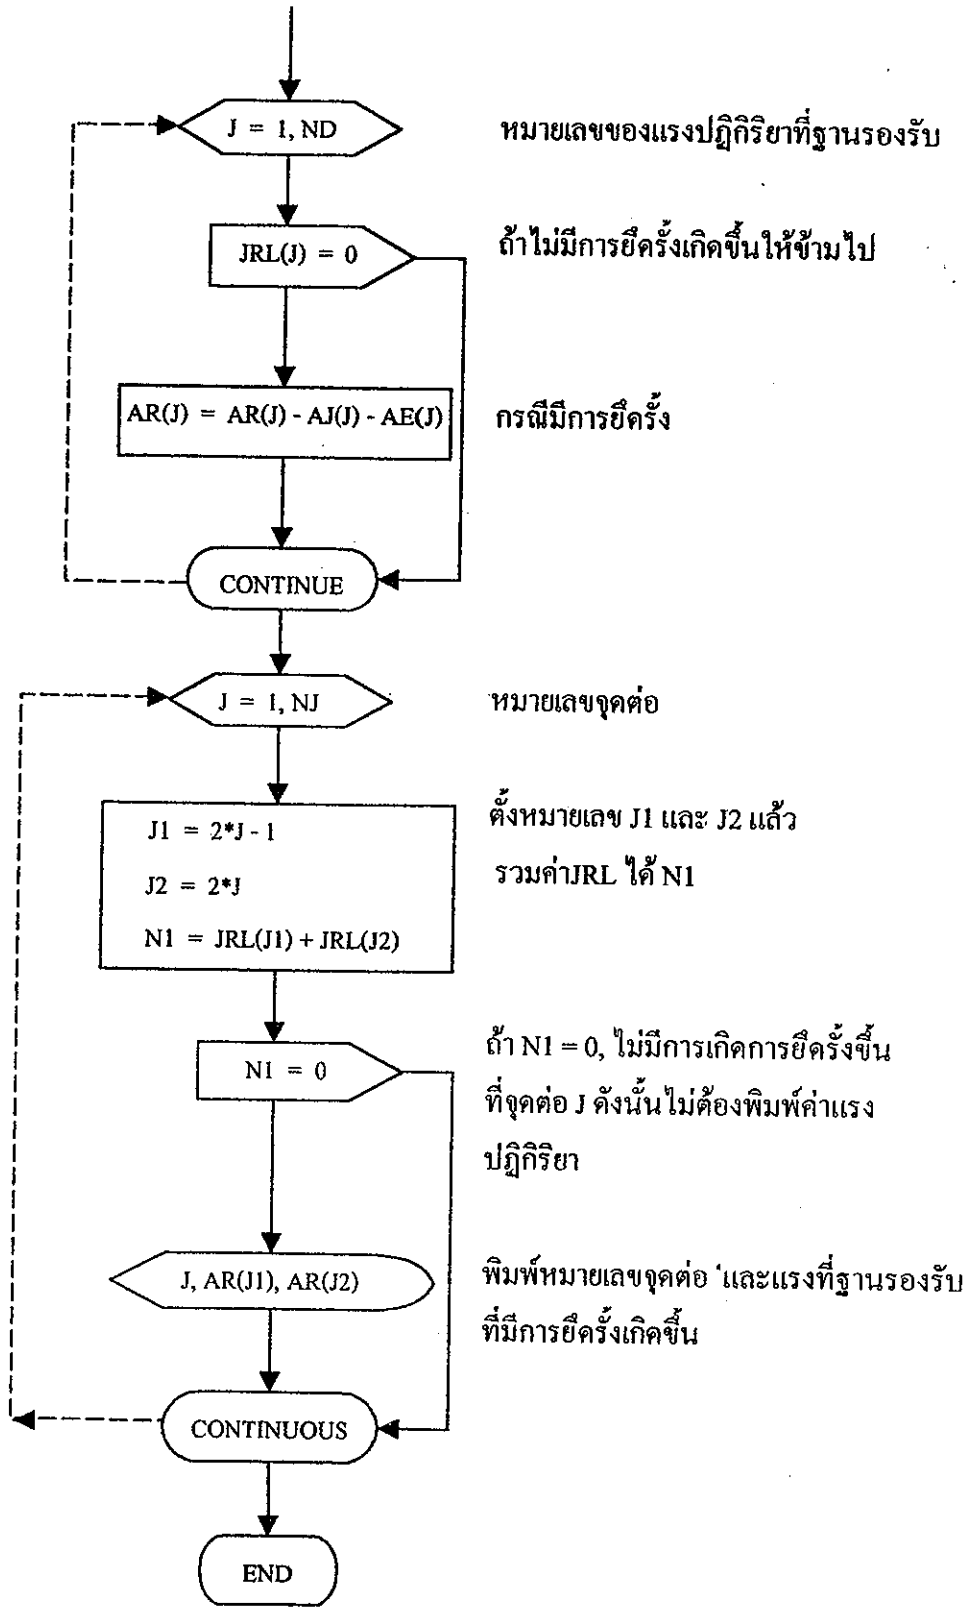 J = 1, ND
หมายเลขของแรงปฏิกิริยาที่ฐานรองรับ
JRL(J) = 0
ถ้าไม่มีการยึครั้งเกิคขึ้นให้ข้ามไป
AR(J) = AR(J) - AJ(J) - AE(J)
กรณีมีการยึครั้ง
CONTINUE
J = 1, NJ
หมายเลขจุคต่อ
J1 = 2*J - 1
J2 = 2*J
N1 = JRL(J1) + JRL(J2)
ตั้งหมายเลข J1 และ J2 แล้ว
รวมค่าJRL ได้ N1
N1 = 0
ถ้า N1 = 0, ไม่มีการเกิคการยึครั้งขึ้น
ที่จุคต่อ J ดังนั้นไม่ต้องพิมพ์ค่าแรง
ปฏิกิริยา
J, AR(J1), AR(J2)
พิมพ์หมายเลขจุคต่อ และแรงที่ฐานรองรับ
ที่มีการยึครั้งเกิคขึ้น
CONTINUOUS
END